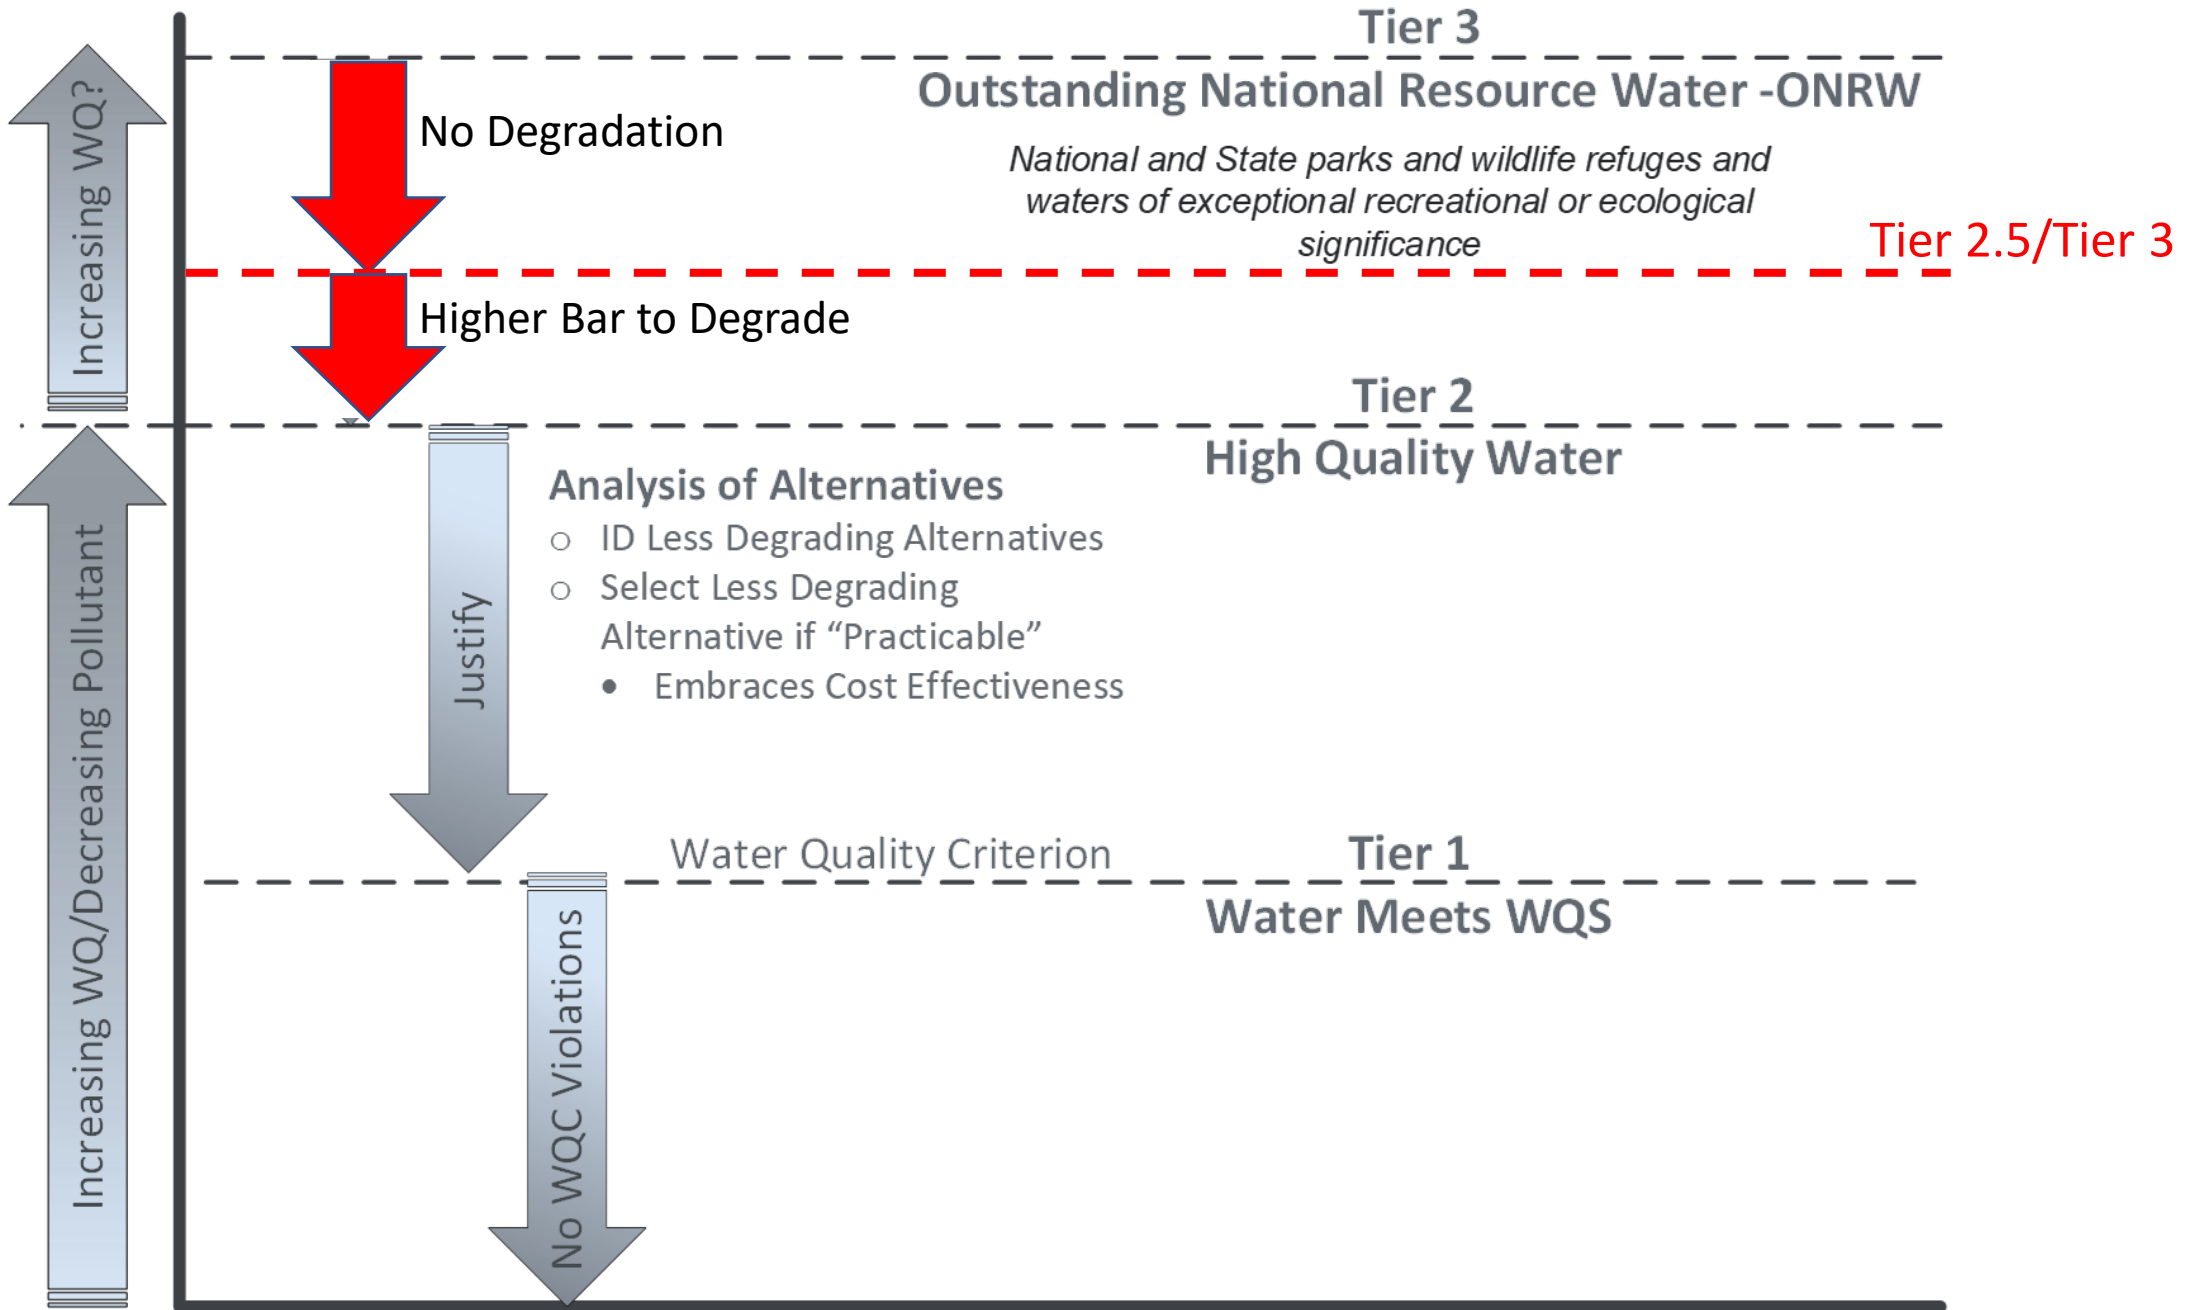 Tier 3
Outstanding National Resource Water -ONRW
National and State parks and wildlife refuges and
waters of exceptional recreational or ecological
significance
Tier 2.5/Tier 3
Increasing WQ?
No Degradation
Higher Bar to Degrade
Tier 2
High Quality Water
Increasing WQ/Decreasing Pollutant
Justify
Analysis of Alternatives
o ID Less Degrading Alternatives
o Select Less Degrading
Alternative if “Practicable”
• Embraces Cost Effectiveness
Water Quality Criterion
Tier 1
Water Meets WQS
No WQC Violations